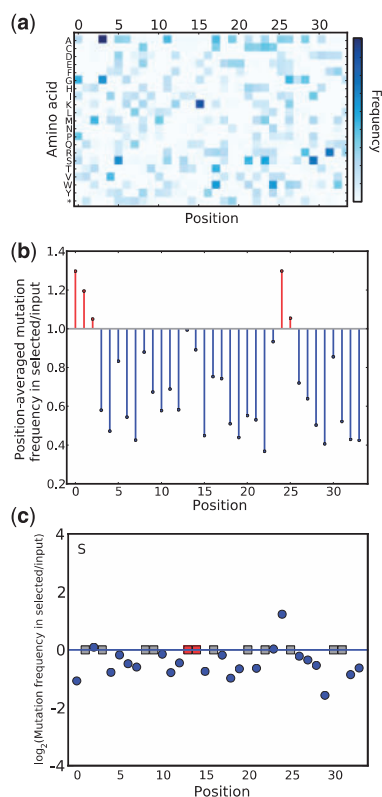 (a)
0 5 10 15 20 25 30
A
C
D
E
F
G
H
I
K
L
M
N
P
Q
R
S
T
V
W
Y
*
Amino acid
Position
Frequency
(b)
1.4
1.2
1.0
0.8
0.6
0.4
0.2
Position-averaged mutation
frequency in selected/input
0 5 10 15 20 25 30
Position
(c)
4
2
0
-2
-4
S
log2(Mutation frequency in selected/input)
0 5 10 15 20 25 30
Position